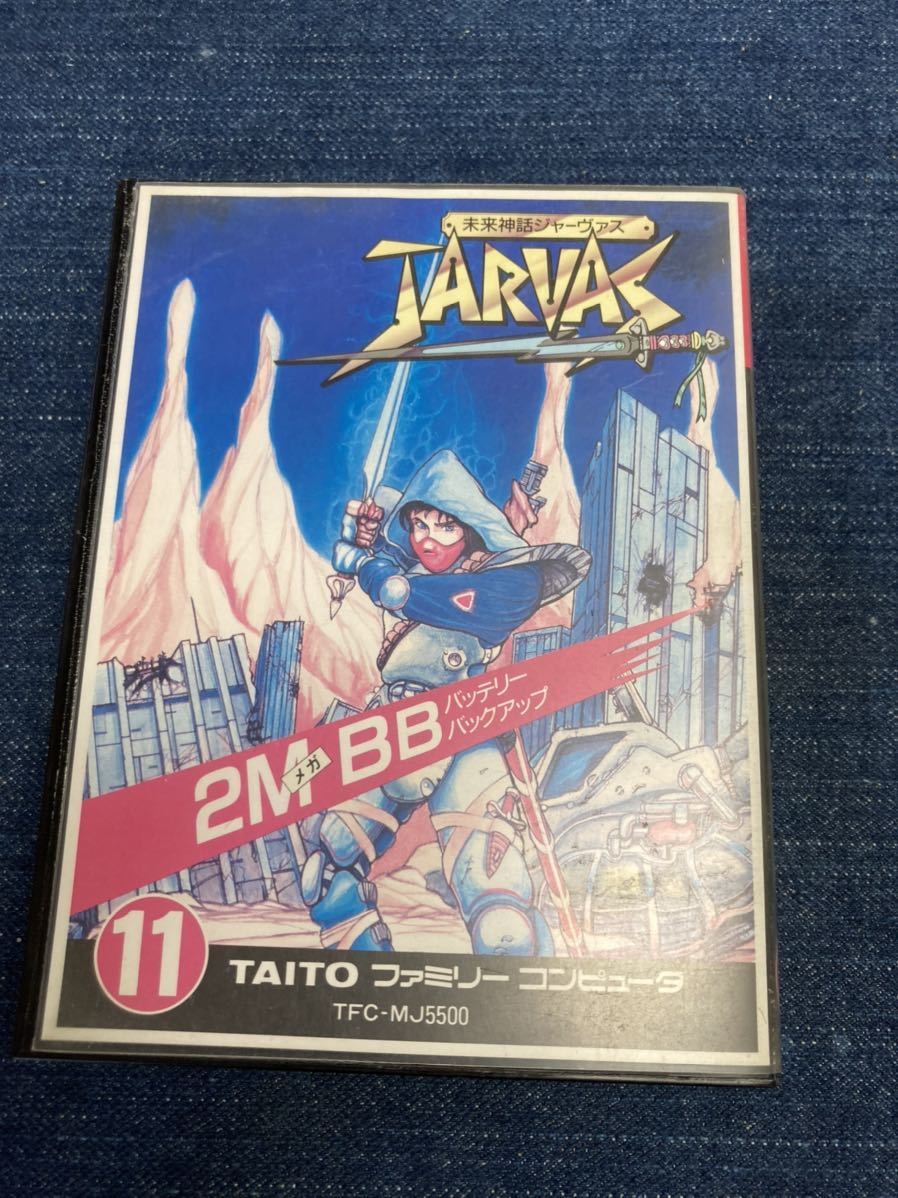 未来神話ジャーヴァス
JARVAS
2M BB
メガ
バッテリー
バックアップ
11
TAITO ファミリー コンピュータ
TFC-MJ5500